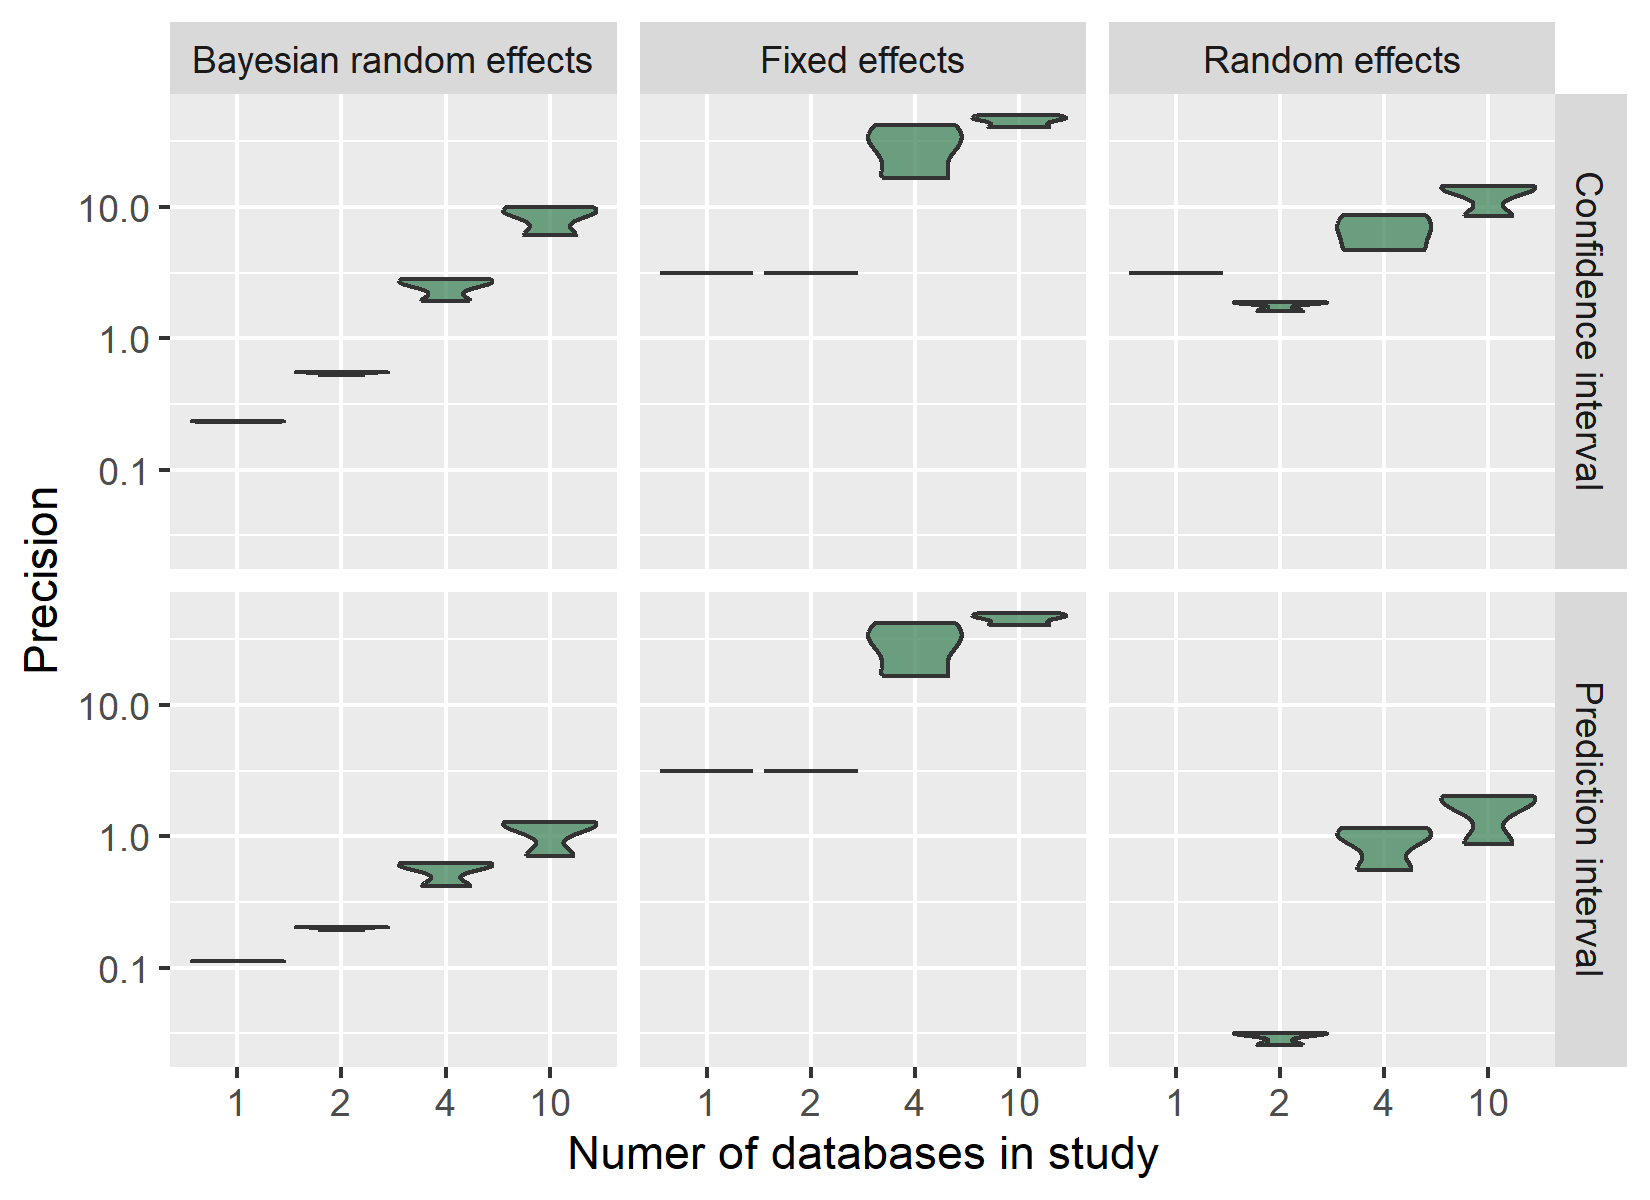 Bayesian random effects
Fixed effects
Random effects
Confidence interval
10.0
1.0
0.1
Precision
Prediction interval
10.0
1.0
0.1
1 2 4 10
1 2 4 10
1 2 4 10
Numer of databases in study